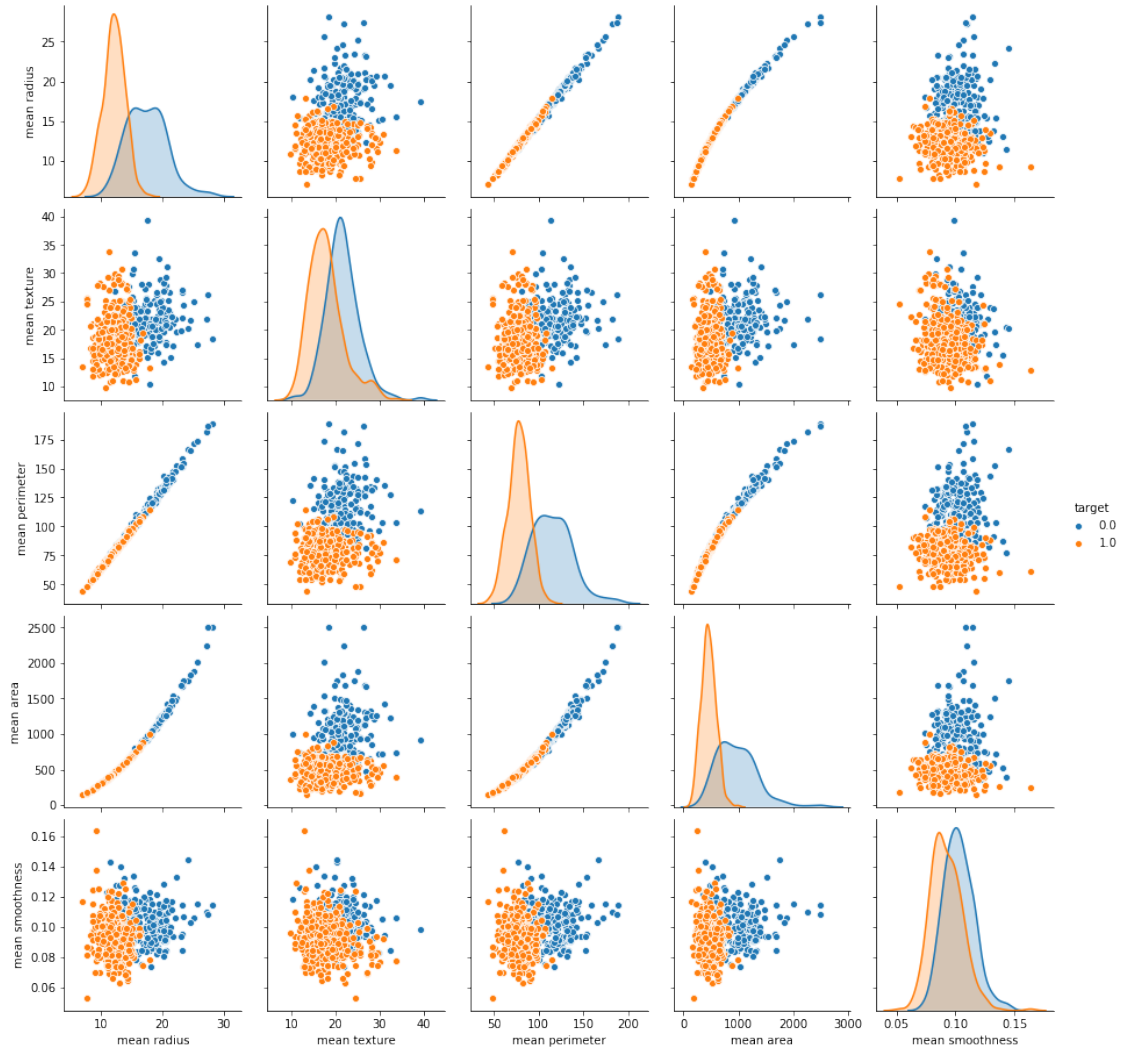 mean radius
25
20
15
10
mean texture
40
35
30
25
20
15
10
mean perimeter
175
150
125
100
75
50
target
0.0
1.0
mean area
2500
2000
1500
1000
500
0
mean smoothness
0.16
0.14
0.12
0.10
0.08
0.06
10 20 30
10 20 30 40
50 100 150 200
0 1000 2000 3000
0.05 0.10 0.15
mean radius mean texture mean perimeter mean area mean smoothness